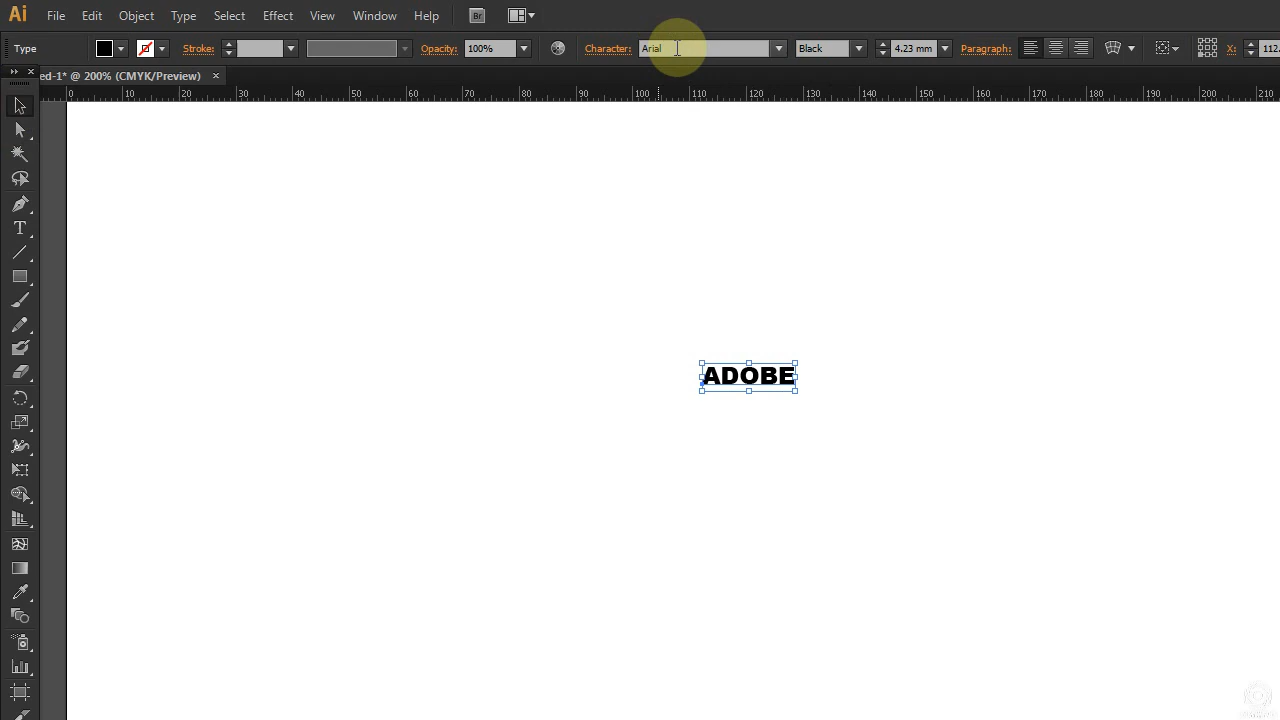 Ai File Edit Object Type Select Effect View Window Help Br
Type Stroke: Opacity: 100% Character: Arial Black 4.23 mm Paragraph: X: 112.
ed-1* @ 200% (CMYK/Preview) ×
0 10 20 30 40 50 60 70 80 90 100 110 120 130 140 150 160 170 180 190 200 210
T
ADOBE